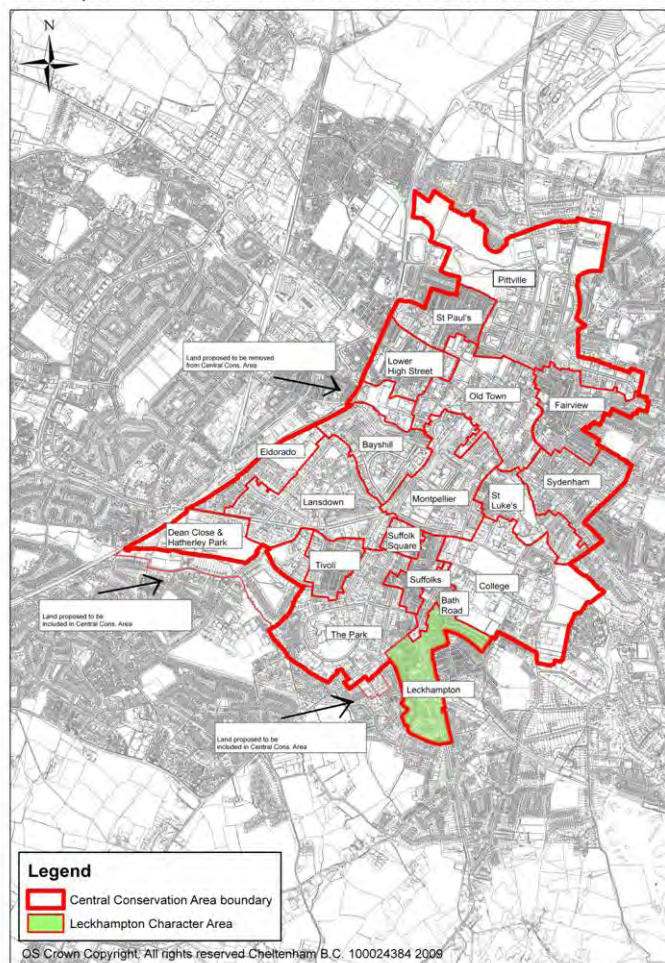 N
Pittville
St Paul's
Land proposed to be removed
from Central Cons. Area
Lower
High Street
Old Town
Fairview
Bayshill
Eldorado
Sydenham
Lansdown
Montpellier
St
Luke's
Dean Close &
Hatherley Park
Suffolk
Square
Tivoli
Suffolks
College
Bath
Road
Land proposed to be
included in Central Cons. Area
The Park
Leckhampton
Land proposed to be
included in Central Cons. Area
Legend
Central Conservation Area boundary
Leckhampton Character Area
OS Crown Copyright. All rights reserved Cheltenham B.C. 100024384 2009